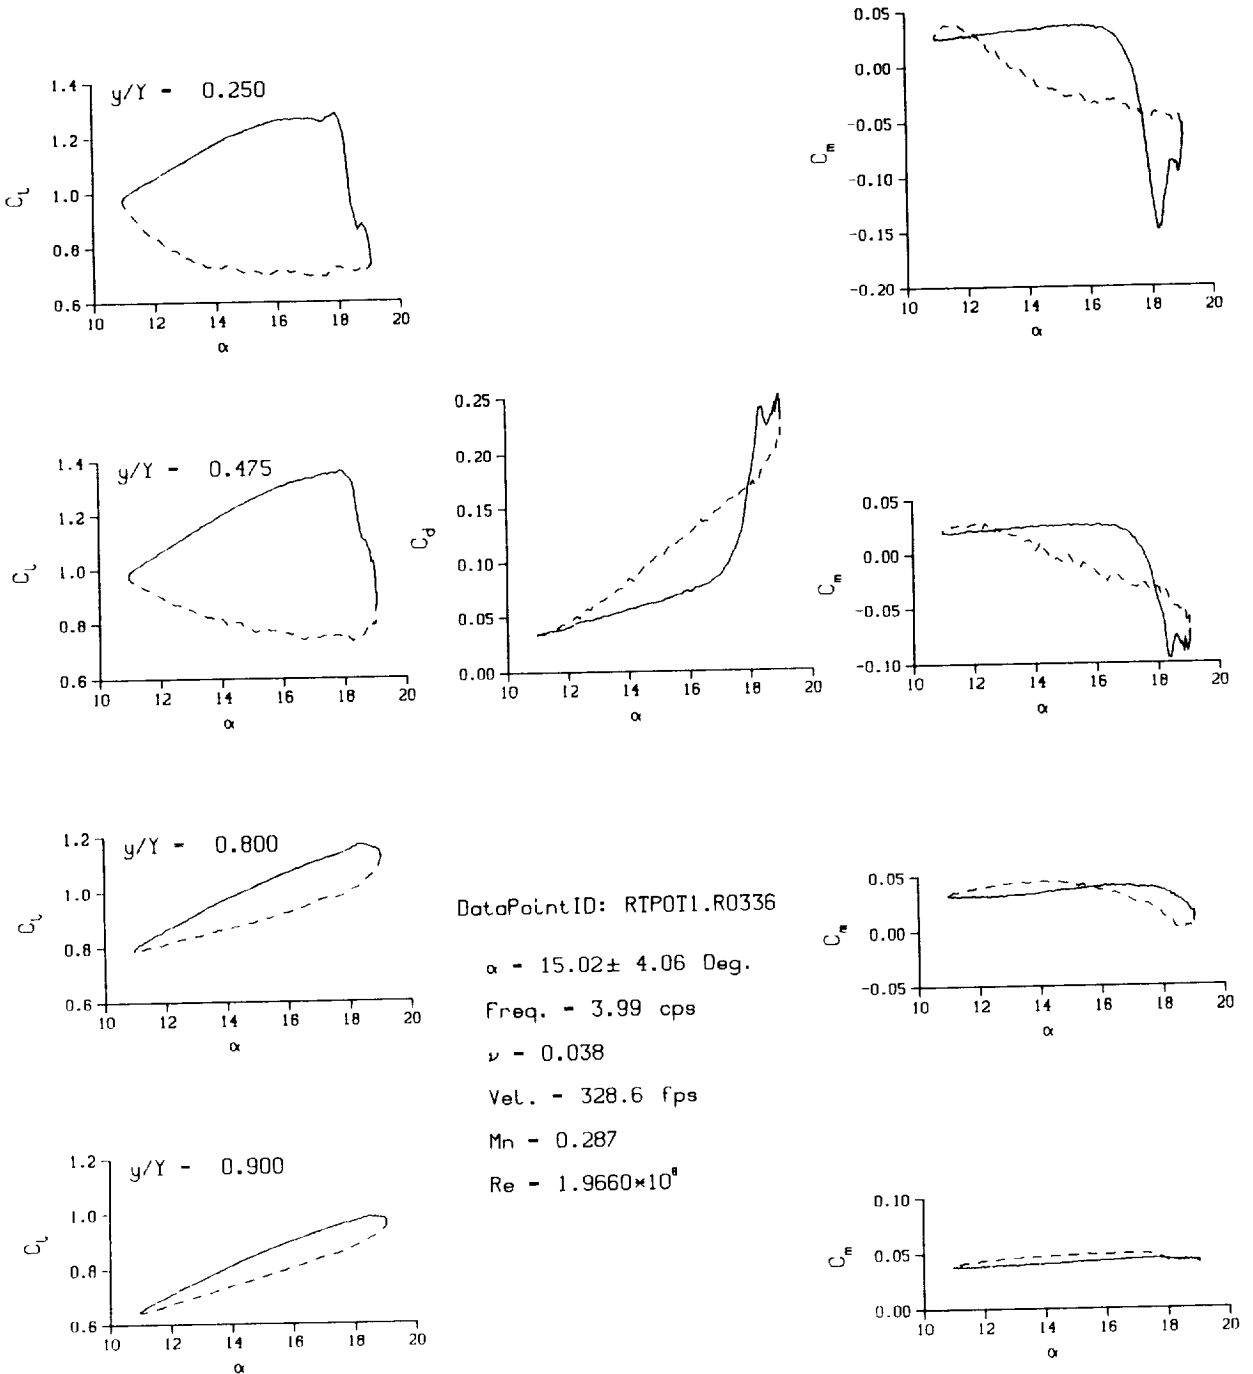 y/Y - 0.250
1.4
1.2
1.0
0.8
0.6
C_l
10 12 14 16 18 20
α
0.05
0.00
-0.05
-0.10
-0.15
-0.20
C_m
10 12 14 16 18 20
α
y/Y - 0.475
1.4
1.2
1.0
0.8
0.6
C_l
10 12 14 16 18 20
α
0.25
0.20
0.15
0.10
0.05
0.00
C_d
10 12 14 16 18 20
α
0.05
0.00
-0.05
-0.10
C_m
10 12 14 16 18 20
α
y/Y - 0.800
1.2
1.0
0.8
0.6
C_l
10 12 14 16 18 20
α
DataPointID: RTPOT1.R0336
α - 15.02± 4.06 Deg.
Freq. - 3.99 cps
ν - 0.038
Vel. - 328.6 fps
Mn - 0.287
Re - 1.9660*10
0.05
0.00
-0.05
C_m
10 12 14 16 18 20
α
y/Y - 0.900
1.2
1.0
0.8
0.6
C_l
10 12 14 16 18 20
α
0.10
0.05
0.00
C_m
10 12 14 16 18 20
α